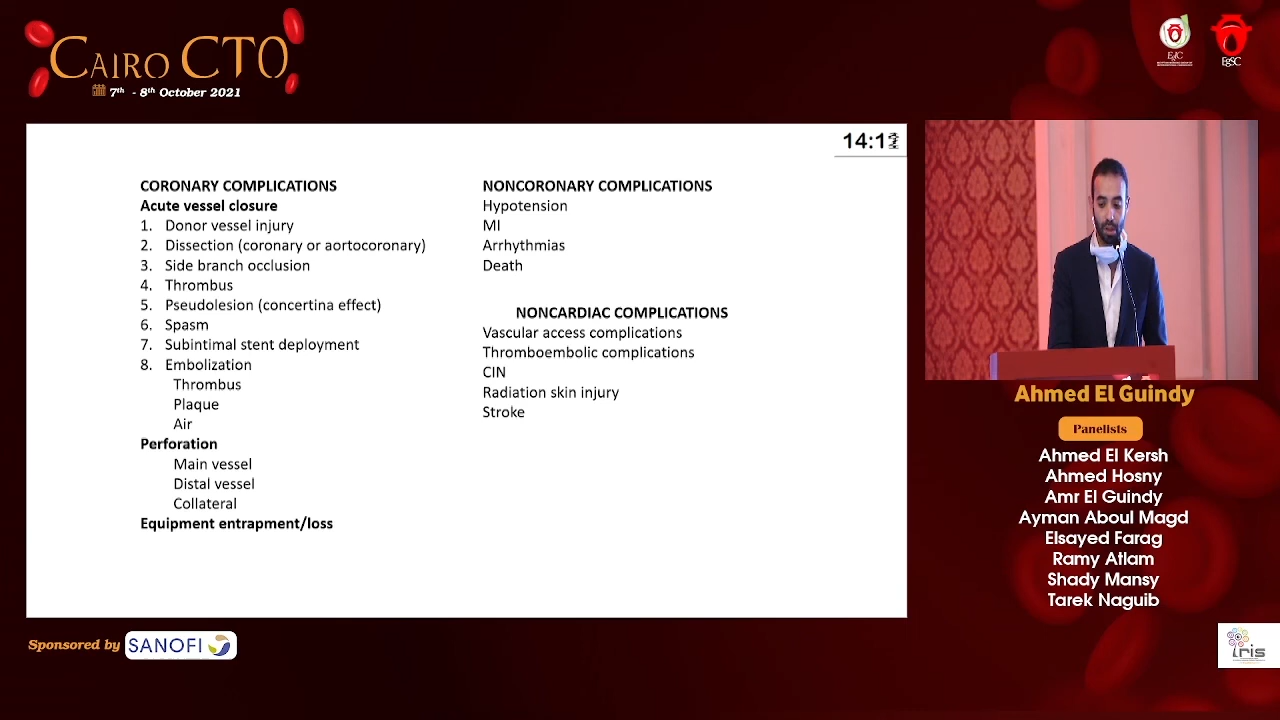 CAIRO CTO
7th - 8th October 2021
EgSC
14:1
CORONARY COMPLICATIONS
Acute vessel closure
1. Donor vessel injury
2. Dissection (coronary or aortocoronary)
3. Side branch occlusion
4. Thrombus
5. Pseudolesion (concertina effect)
6. Spasm
7. Subintimal stent deployment
8. Embolization
Thrombus
Plaque
Air
Perforation
Main vessel
Distal vessel
Collateral
Equipment entrapment/loss
NONCORONARY COMPLICATIONS
Hypotension
MI
Arrhythmias
Death
NONCARDIAC COMPLICATIONS
Vascular access complications
Thromboembolic complications
CIN
Radiation skin injury
Stroke
Ahmed El Guindy
Panelists
Ahmed El Kersh
Ahmed Hosny
Amr El Guindy
Ayman Aboul Magd
Elsayed Farag
Ramy Atlam
Shady Mansy
Tarek Naguib
Sponsored by SANOFI
iris